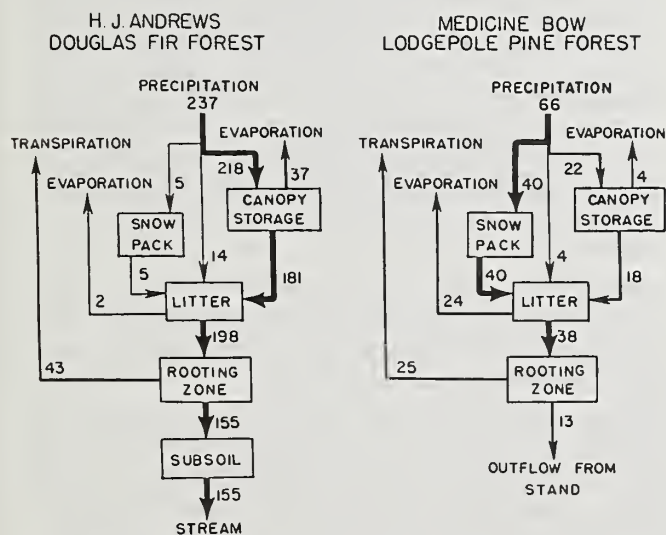 H. J. ANDREWS
DOUGLAS FIR FOREST
PRECIPITATION
237
TRANSPIRATION
EVAPORATION
EVAPORATION
5
218
37
CANOPY
STORAGE
SNOW
PACK
5
14
181
2
LITTER
198
43
ROOTING
ZONE
155
SUBSOIL
155
STREAM
MEDICINE BOW
LODGEPOLE PINE FOREST
PRECIPITATION
66
TRANSPIRATION
EVAPORATION
EVAPORATION
40
22
4
CANOPY
STORAGE
SNOW
PACK
40
4
18
24
LITTER
38
25
ROOTING
ZONE
13
OUTFLOW FROM
STAND